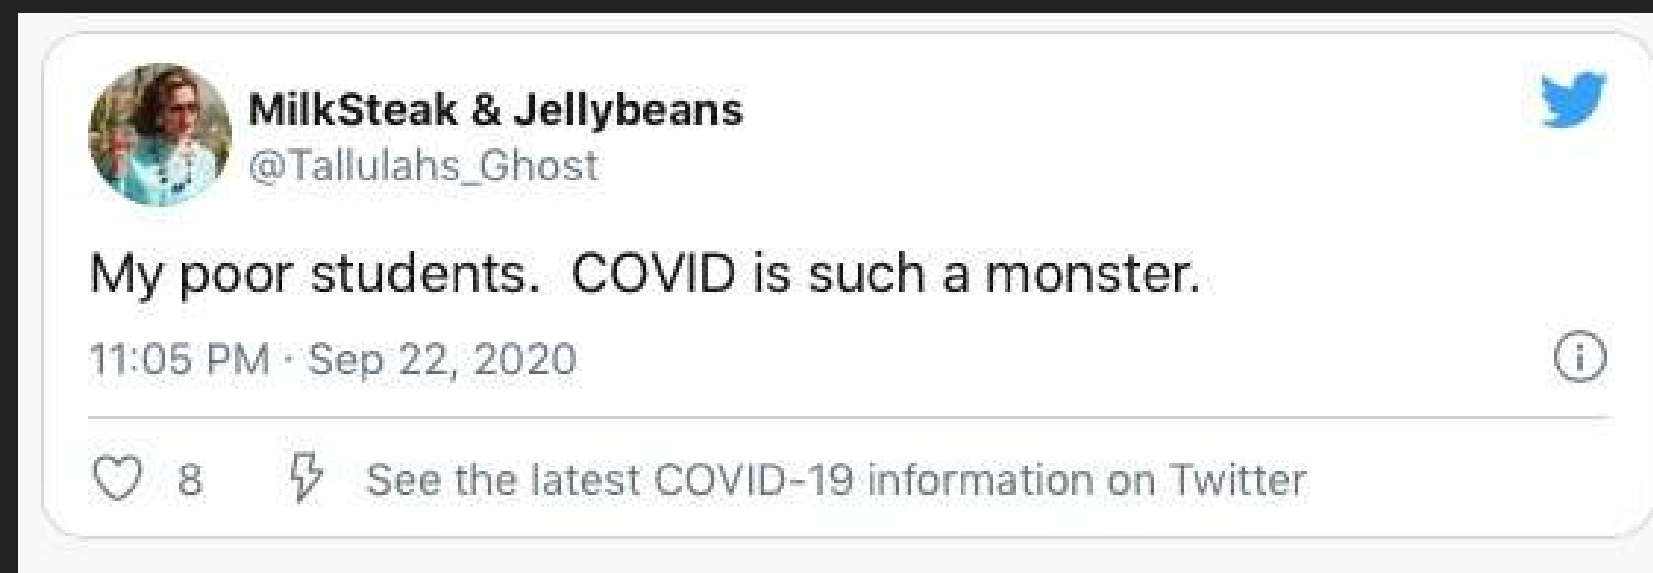 MilkSteak & Jellybeans
@Tallulahs_Ghost
My poor students.  COVID is such a monster.
11:05 PM · Sep 22, 2020
8 See the latest COVID-19 information on Twitter